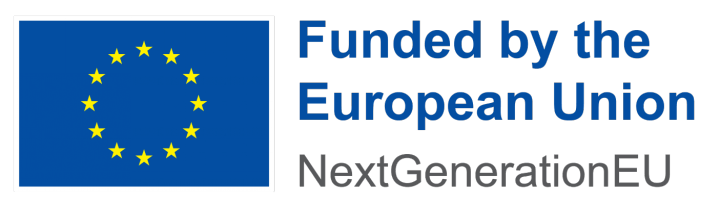 Funded by the
European Union
NextGenerationEU